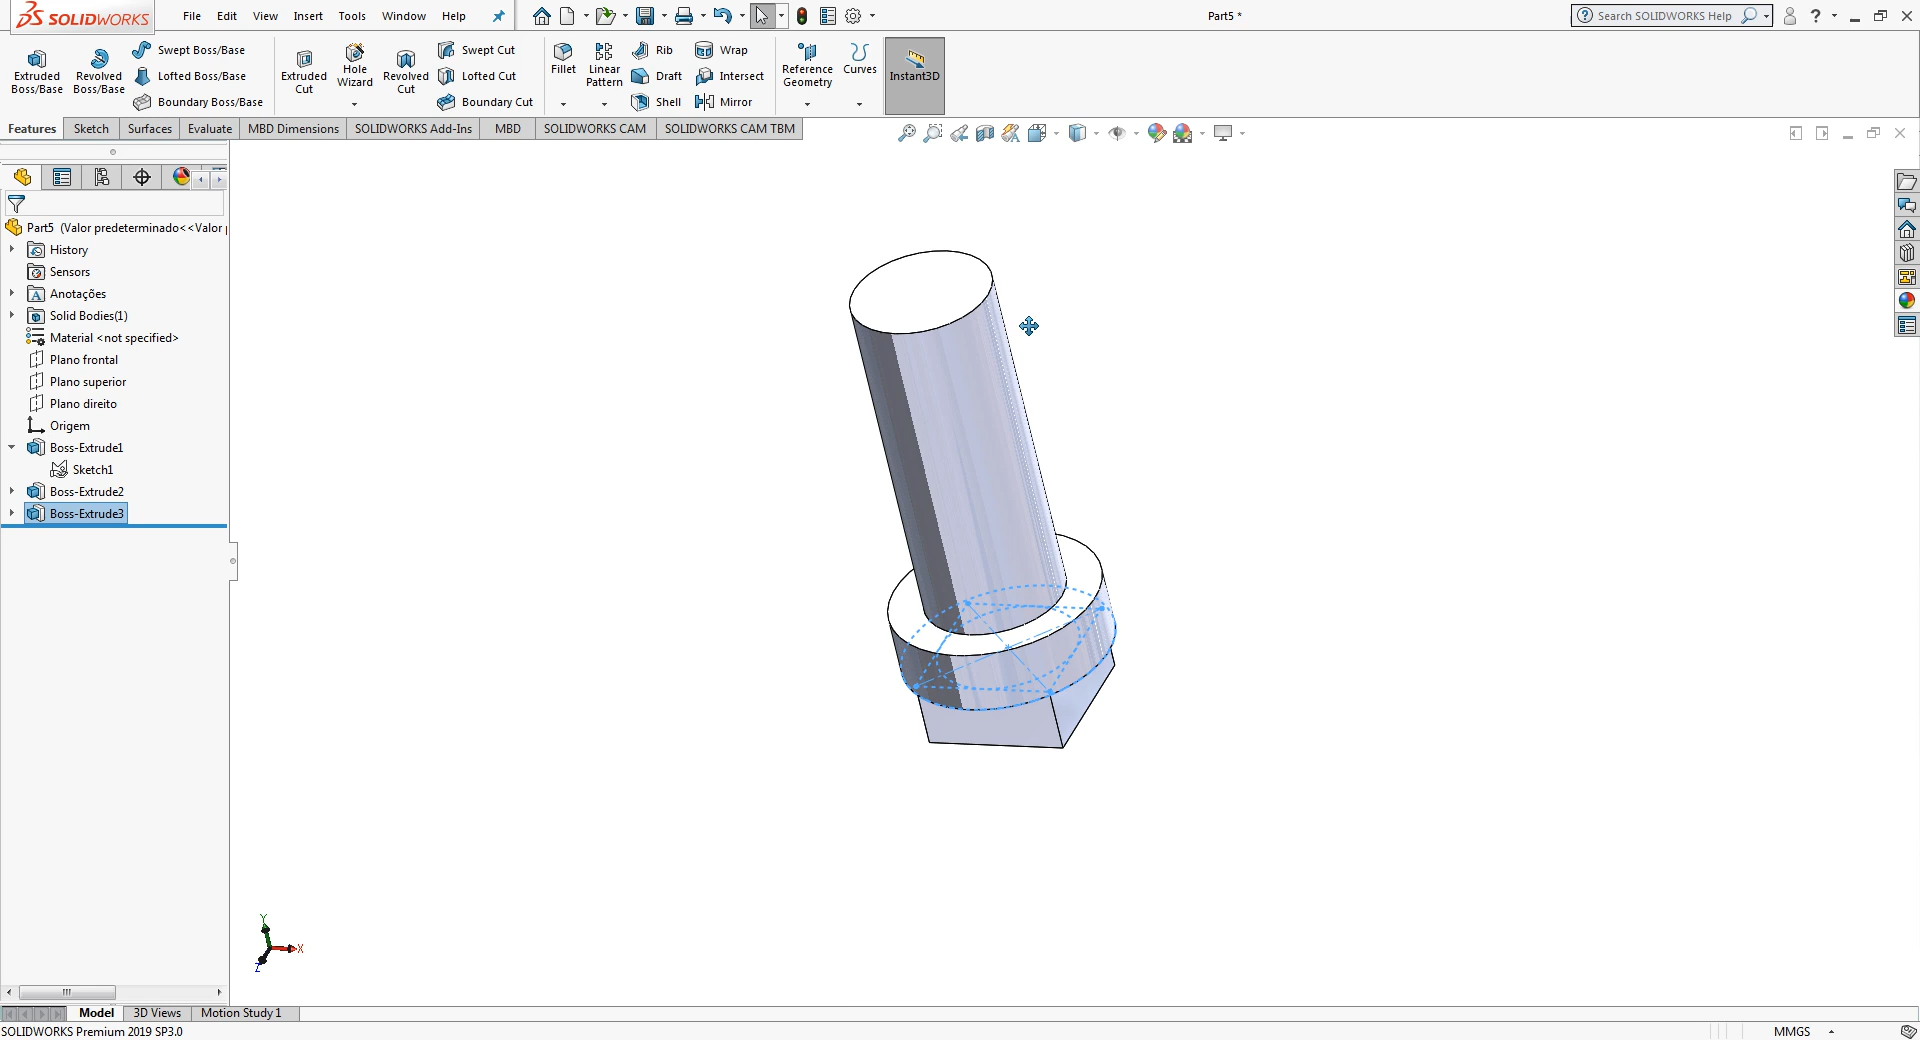 SOLIDWORKS
File Edit View Insert Tools Window Help
Part5 *
Search SOLIDWORKS Help
?
Extruded Boss/Base
Revolved Boss/Base
Swept Boss/Base
Lofted Boss/Base
Boundary Boss/Base
Extruded Cut
Hole Wizard
Revolved Cut
Swept Cut
Lofted Cut
Boundary Cut
Fillet
Linear Pattern
Rib
Draft
Shell
Wrap
Intersect
Mirror
Reference Geometry
Curves
Instant3D
Features Sketch Surfaces Evaluate MBD Dimensions SOLIDWORKS Add-Ins MBD SOLIDWORKS CAM SOLIDWORKS CAM TBM
Part5 (Valor predeterminado<<Valor
History
Sensors
Anotações
Solid Bodies(1)
Material <not specified>
Plano frontal
Plano superior
Plano direito
Origem
Boss-Extrude1
Sketch1
Boss-Extrude2
Boss-Extrude3
Y
X
Z
Model 3D Views Motion Study 1
SOLIDWORKS Premium 2019 SP3.0
MMGS